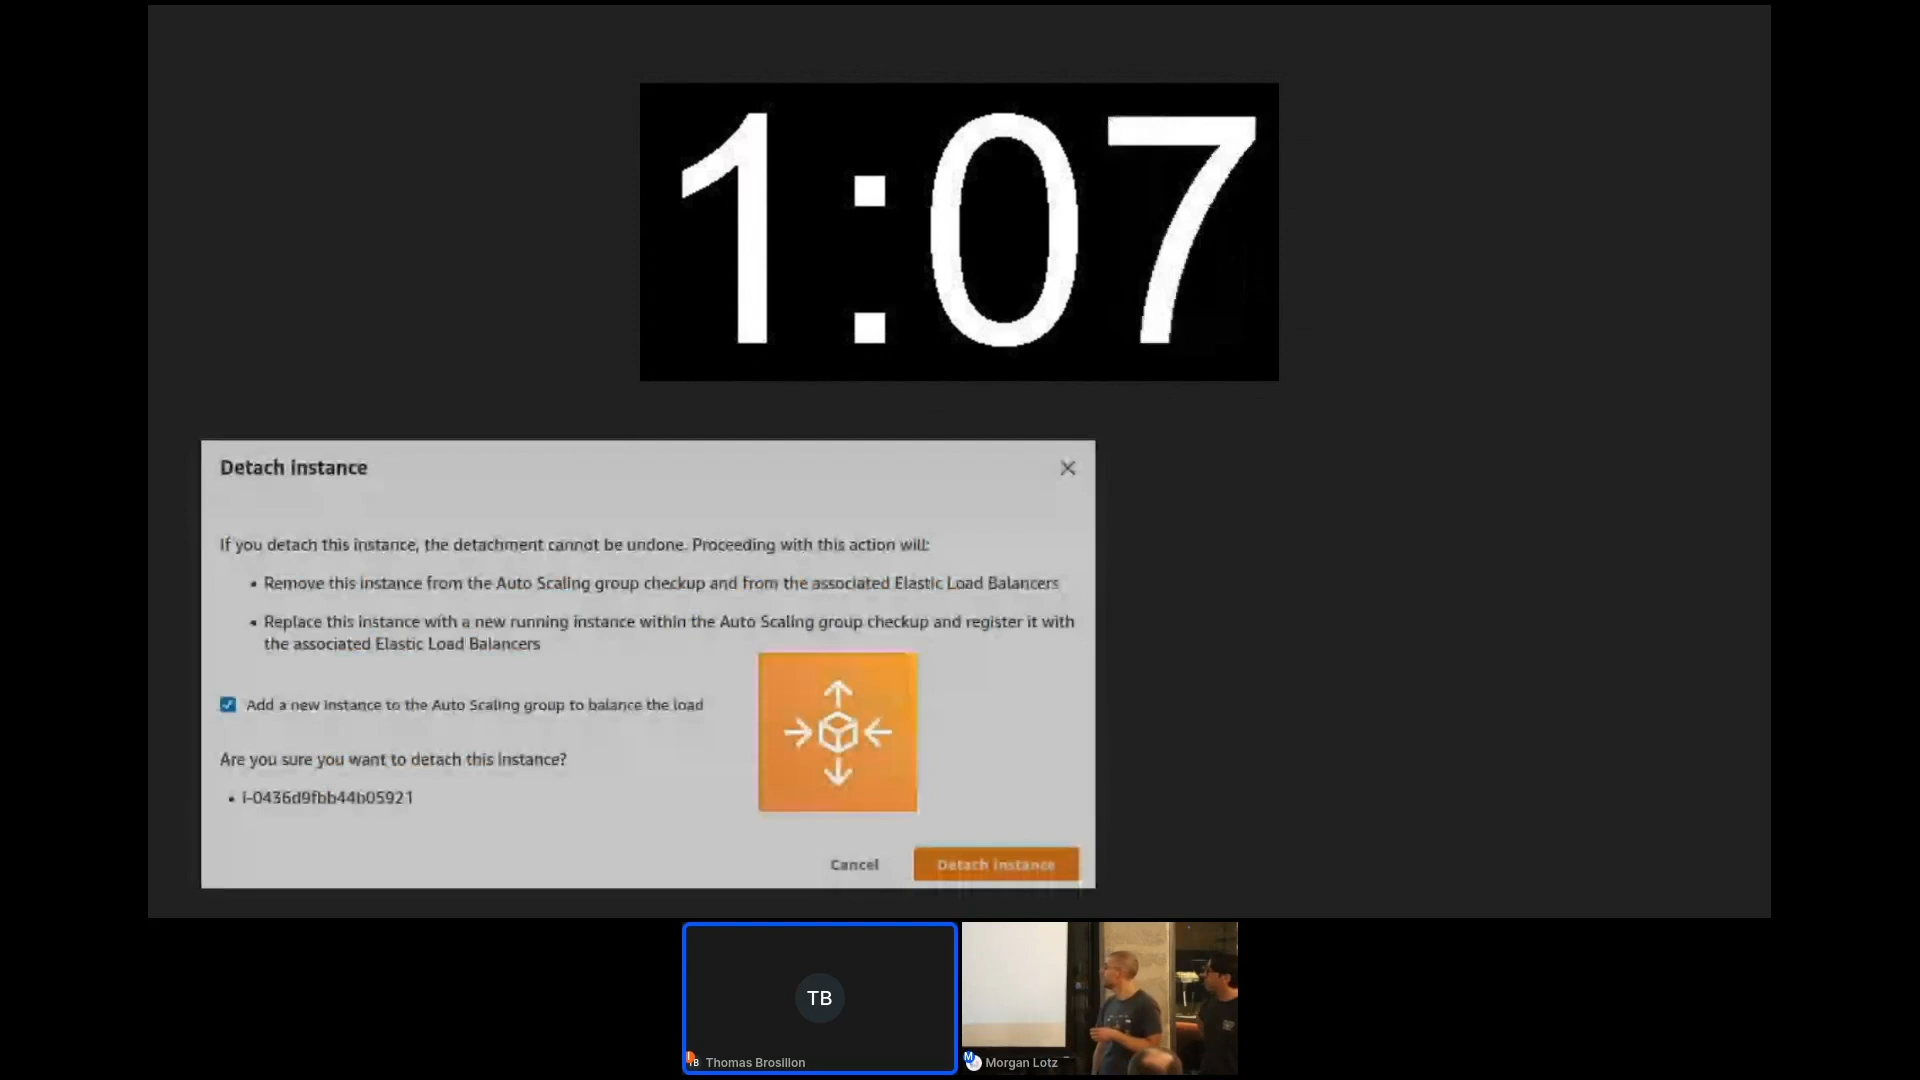 1:07
Detach instance
If you detach this instance, the detachment cannot be undone. Proceeding with this action will:
• Remove this instance from the Auto Scaling group checkup and from the associated Elastic Load Balancers
• Replace this instance with a new running instance within the Auto Scaling group checkup and register it with
the associated Elastic Load Balancers
Add a new instance to the Auto Scaling group to balance the load
Are you sure you want to detach this instance?
• i-0436d9fbb44b05921
Cancel
Detach instance
TB
TB Thomas Brosillon
M Morgan Lotz